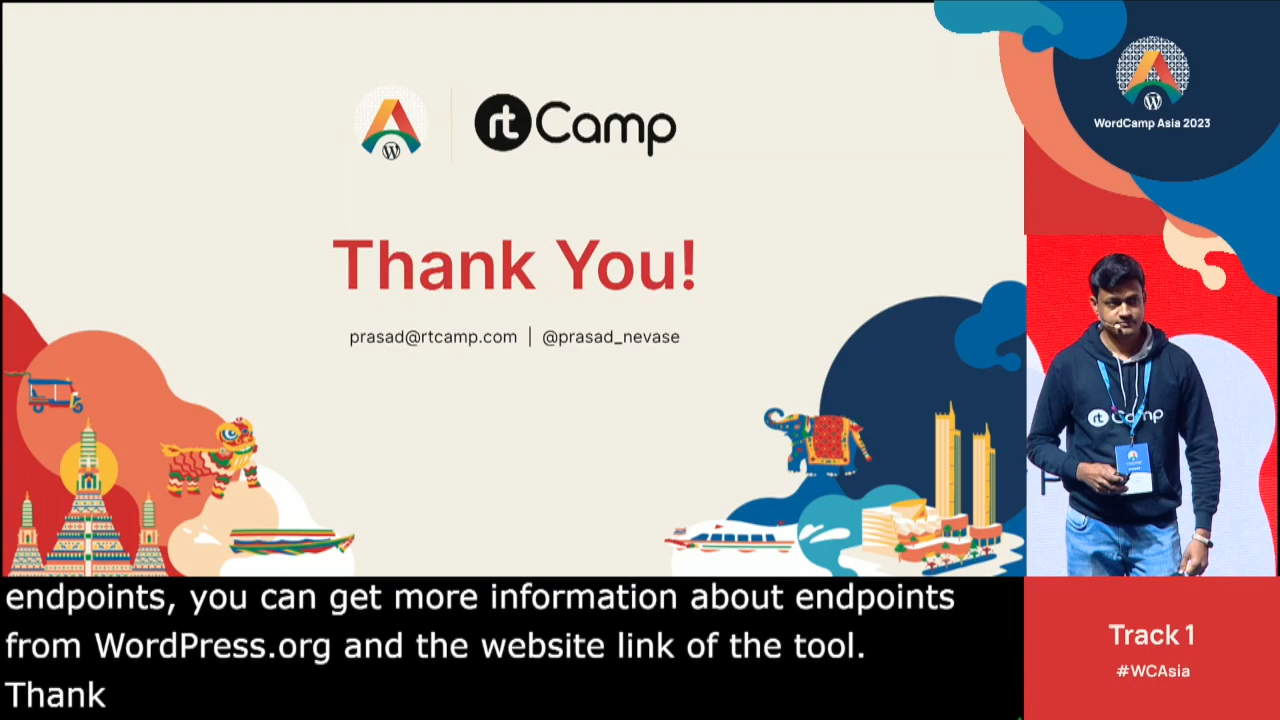 rtCamp
Thank You!
prasad@rtcamp.com | @prasad_nevase
WordCamp Asia 2023
rtCamp
endpoints, you can get more information about endpoints
from WordPress.org and the website link of the tool.
Thank
Track 1
#WCAsia